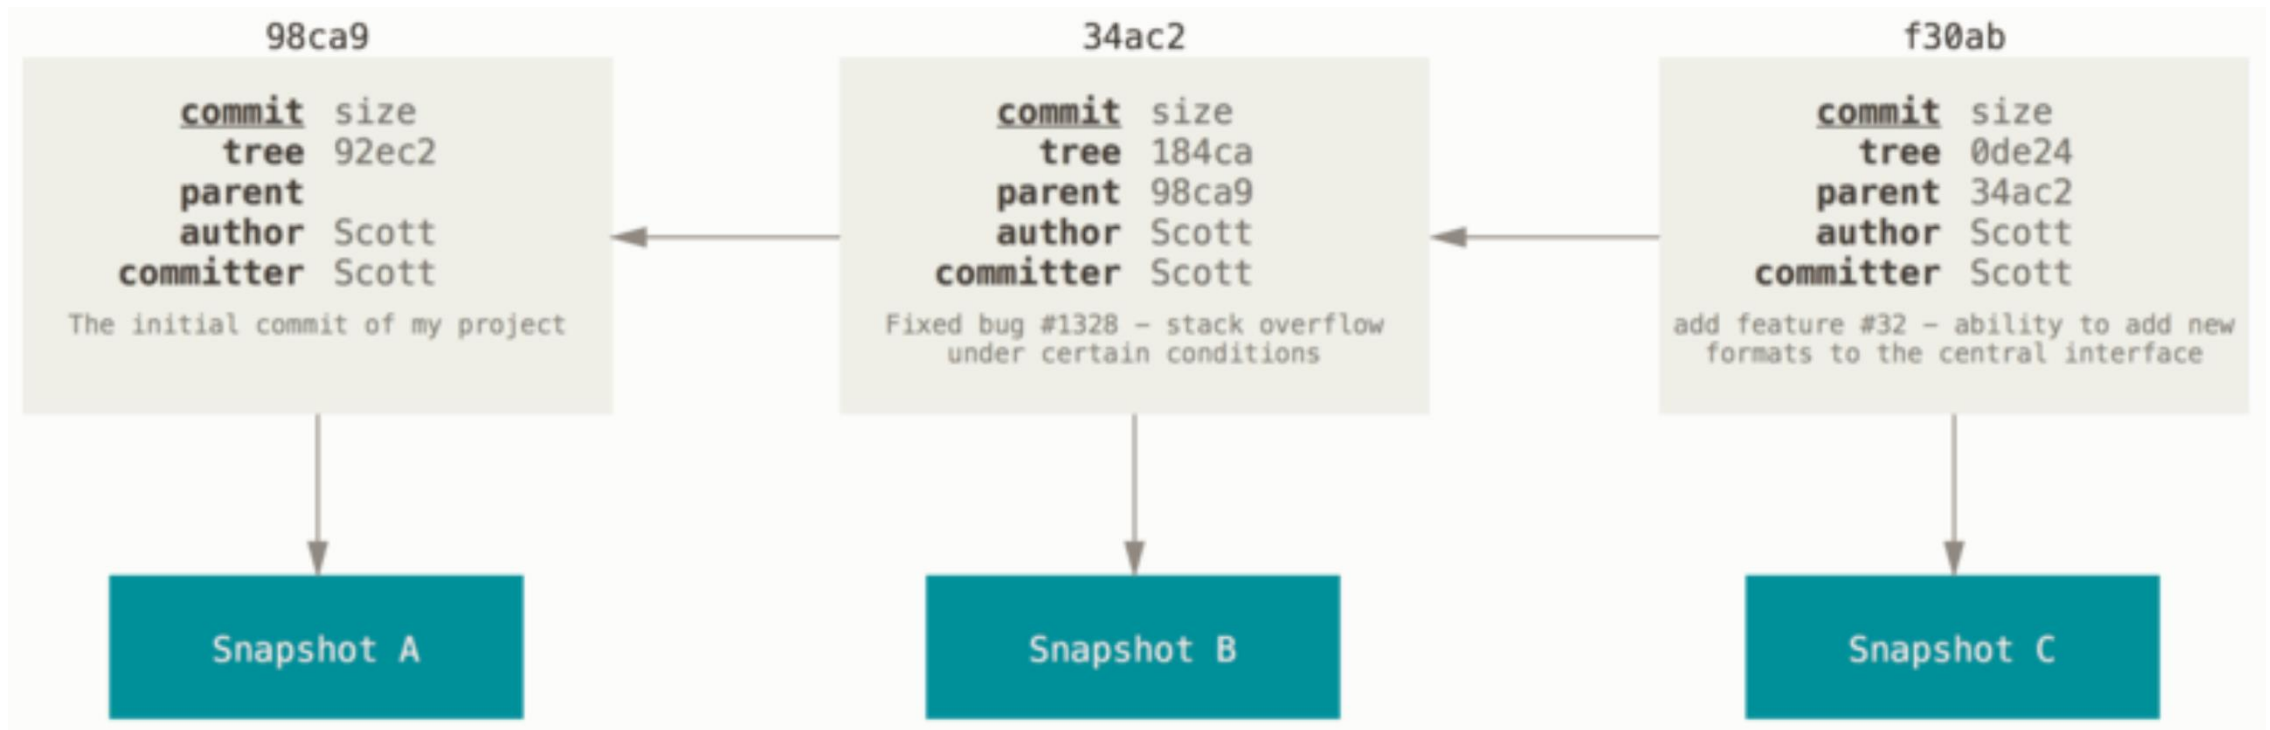 98ca9
commit size
tree 92ec2
parent
author Scott
committer Scott
The initial commit of my project
Snapshot A
34ac2
commit size
tree 184ca
parent 98ca9
author Scott
committer Scott
Fixed bug #1328 – stack overflow
under certain conditions
Snapshot B
f30ab
commit size
tree 0de24
parent 34ac2
author Scott
committer Scott
add feature #32 – ability to add new
formats to the central interface
Snapshot C